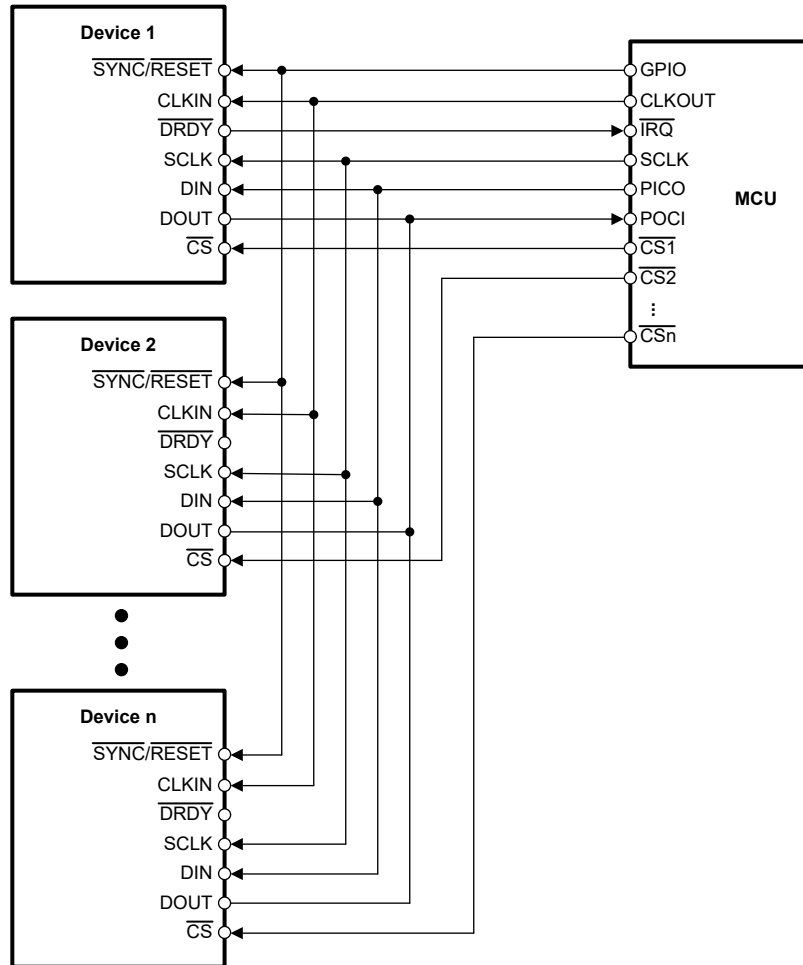 Device 1
SYNC/RESET
CLKIN
DRDY
SCLK
DIN
DOUT
CS
GPIO
CLKOUT
IRQ
SCLK
PICO
POCI
CS1
CS2
...
CSn
MCU
Device 2
SYNC/RESET
CLKIN
DRDY
SCLK
DIN
DOUT
CS
Device n
SYNC/RESET
CLKIN
DRDY
SCLK
DIN
DOUT
CS